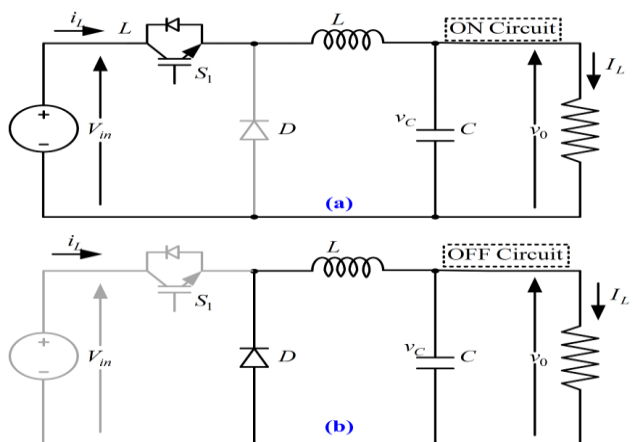 i_L
L
S_1
L
ON Circuit
I_L
+
−
V_in
D
v_C
C
v_0
(a)
i_L
S_1
L
OFF Circuit
I_L
+
−
V_in
D
v_C
C
v_0
(b)